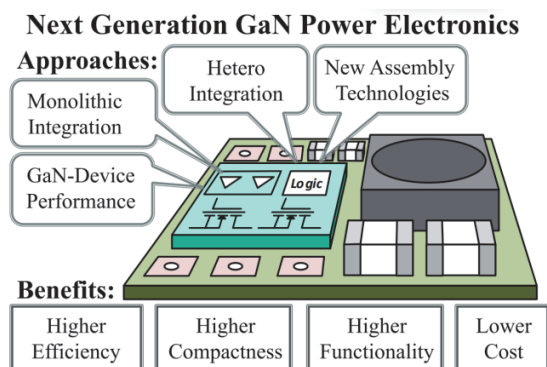 Next Generation GaN Power Electronics
Approaches:
Hetero
Integration
New Assembly
Technologies
Monolithic
Integration
GaN-Device
Performance
Logic
Benefits:
Higher
Efficiency
Higher
Compactness
Higher
Functionality
Lower
Cost